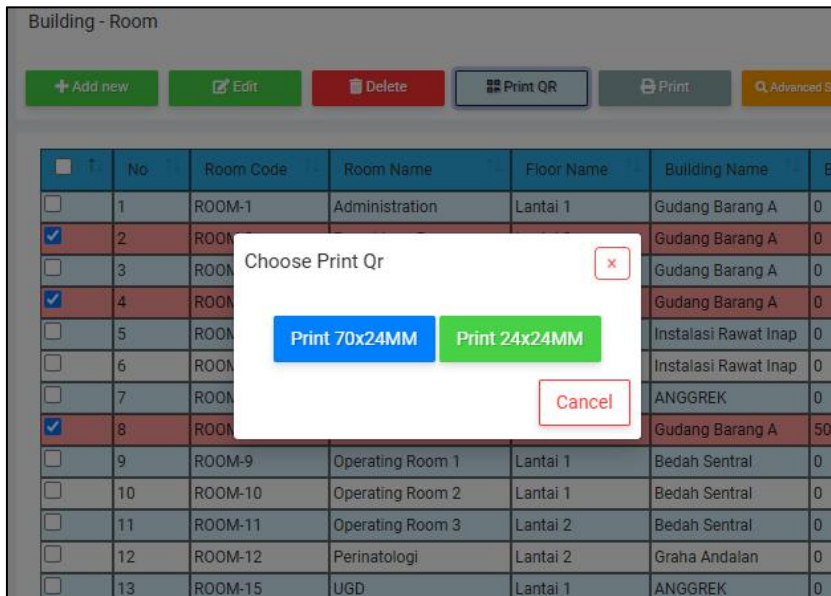 Building - Room
Add new Edit Delete Print QR Print Advanced
No Room Code Room Name Floor Name Building Name
1 ROOM-1 Administration Lantai 1 Gudang Barang A 0
2 Gudang Barang A 0
3 Gudang Barang A 0
4 Gudang Barang A 0
5 Instalasi Rawat Inap 0
6 Instalasi Rawat Inap 0
7 ANGGREK 0
8 Gudang Barang A 50
Choose Print Qr ×
Print 70x24MM Print 24x24MM
Cancel
9 ROOM-9 Operating Room 1 Lantai 1 Bedah Sentral 0
10 ROOM-10 Operating Room 2 Lantai 1 Bedah Sentral 0
11 ROOM-11 Operating Room 3 Lantai 2 Bedah Sentral 0
12 ROOM-12 Perinatologi Lantai 2 Graha Andalan 0
13 ROOM-15 UGD Lantai 1 ANGGREK 0